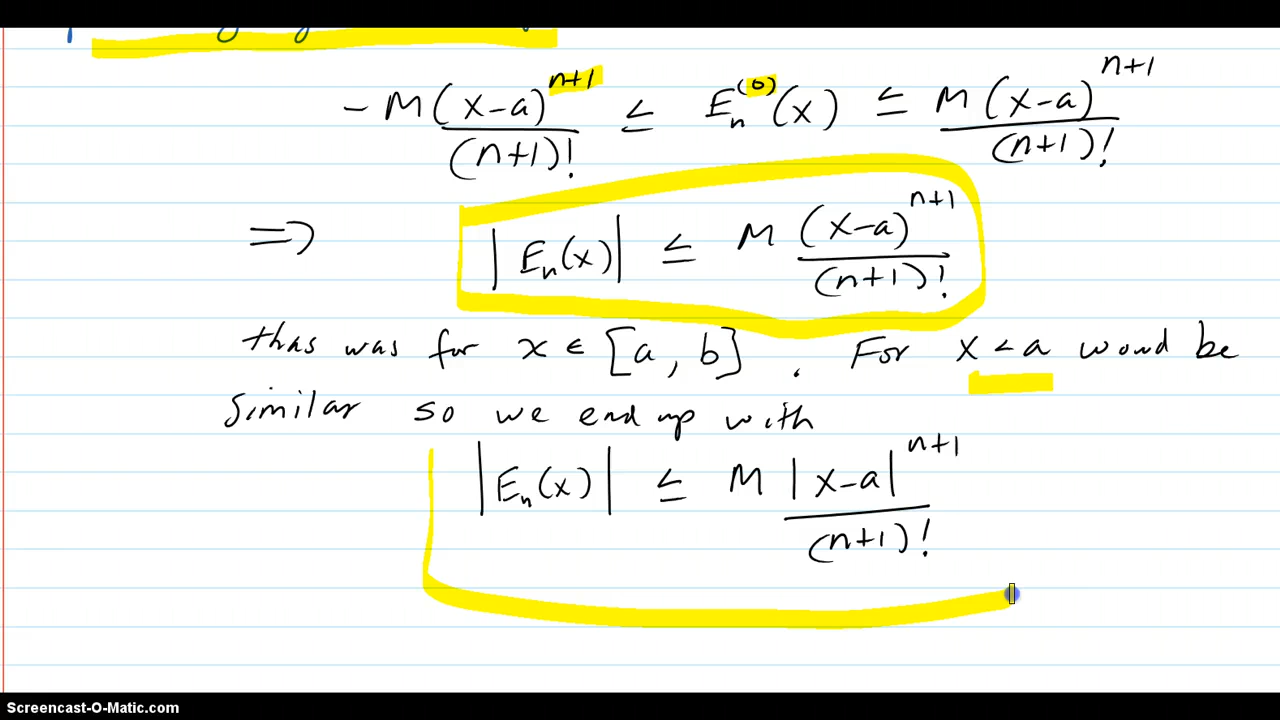 -M(x-a)^{n+1}/(n+1)! ≤ E_n^{(0)}(x) ≤ M(x-a)^{n+1}/(n+1)!
⇒ |E_n(x)| ≤ M (x-a)^{n+1}/(n+1)!
thas was for x ∈ [a, b]. For x < a would be
similar so we end up with
|E_n(x)| ≤ M |x-a|^{n+1}/(n+1)!
Screencast-O-Matic.com